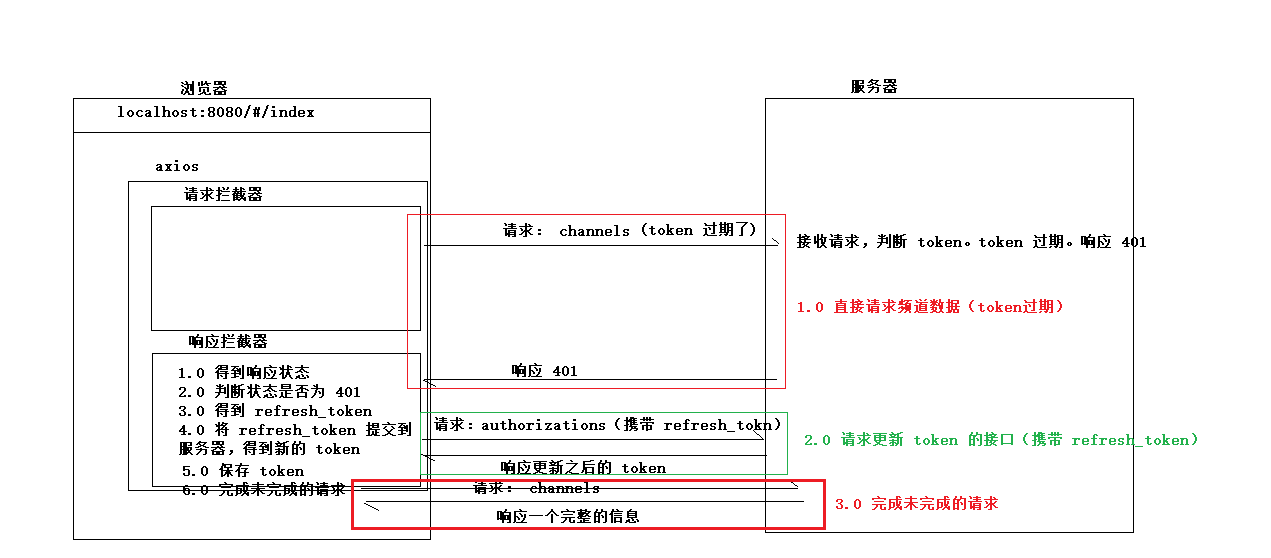 浏览器
服务器
localhost:8080/#/index
axios
请求拦截器
请求： channels（token 过期了）
接收请求，判断 token。token 过期。响应 401
1.0 直接请求频道数据（token过期）
响应拦截器
响应 401
1.0 得到响应状态
2.0 判断状态是否为 401
3.0 得到 refresh_token
4.0 将 refresh_token 提交到
服务器，得到新的 token
5.0 保存 token
6.0 完成未完成的请求
请求：authorizations（携带 refresh_tokn）
2.0 请求更新 token 的接口（携带 refresh_token）
响应更新之后的 token
请求： channels
响应一个完整的信息
3.0 完成未完成的请求